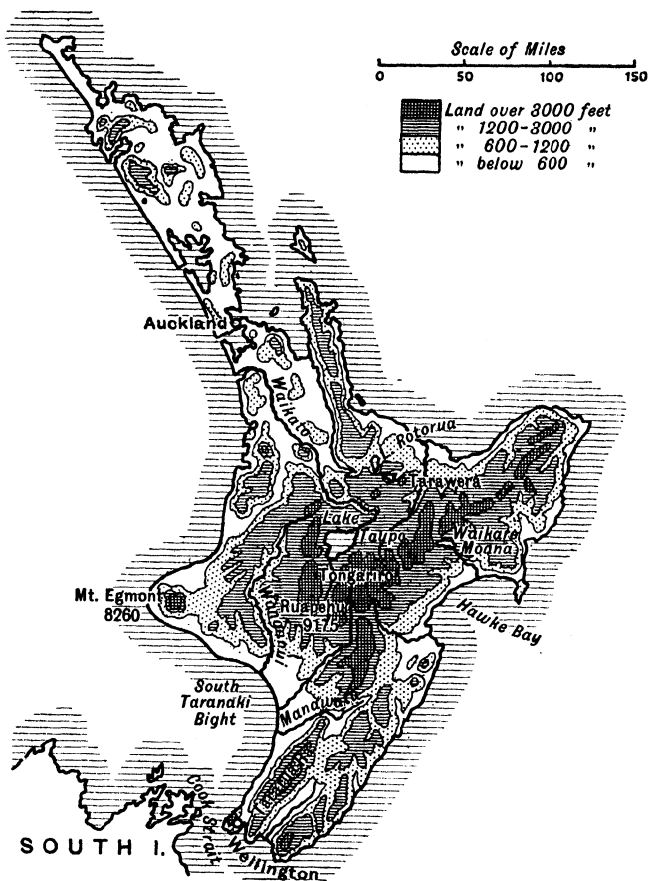 Scale of Miles
0 50 100 150
Land over 3000 feet
" 1200-3000 "
" 600-1200 "
" below 600 "
Auckland
Waikato
Rotorua
Tarawera
Lake
Taupo
Waikare
Moana
Tongariro
Mt. Egmont
8260
Ruapehu
9175
Wanganui
Hawke Bay
South
Taranaki
Bight
Manawatu
Tararua
Cook Strait
Wellington
SOUTH I.